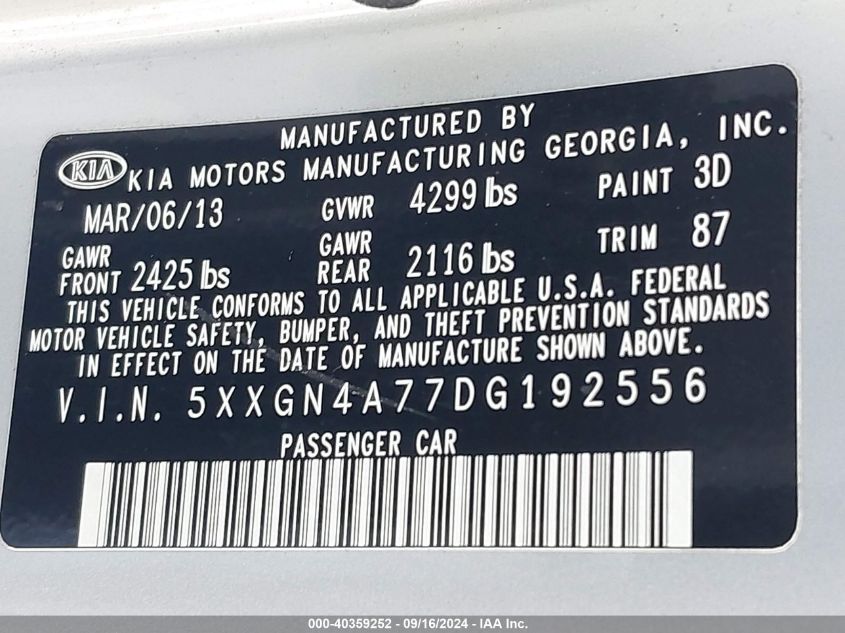 MANUFACTURED BY
KIA KIA MOTORS MANUFACTURING GEORGIA, INC.
MAR/06/13 GVWR 4299 lbs PAINT 3D
GAWR FRONT 2425 lbs GAWR REAR 2116 lbs TRIM 87
THIS VEHICLE CONFORMS TO ALL APPLICABLE U.S.A. FEDERAL
MOTOR VEHICLE SAFETY, BUMPER, AND THEFT PREVENTION STANDARDS
IN EFFECT ON THE DATE OF MANUFACTURE SHOWN ABOVE.
V.I.N. 5XXGN4A77DG192556
PASSENGER CAR
000-40359252 - 09/16/2024 - IAA Inc.